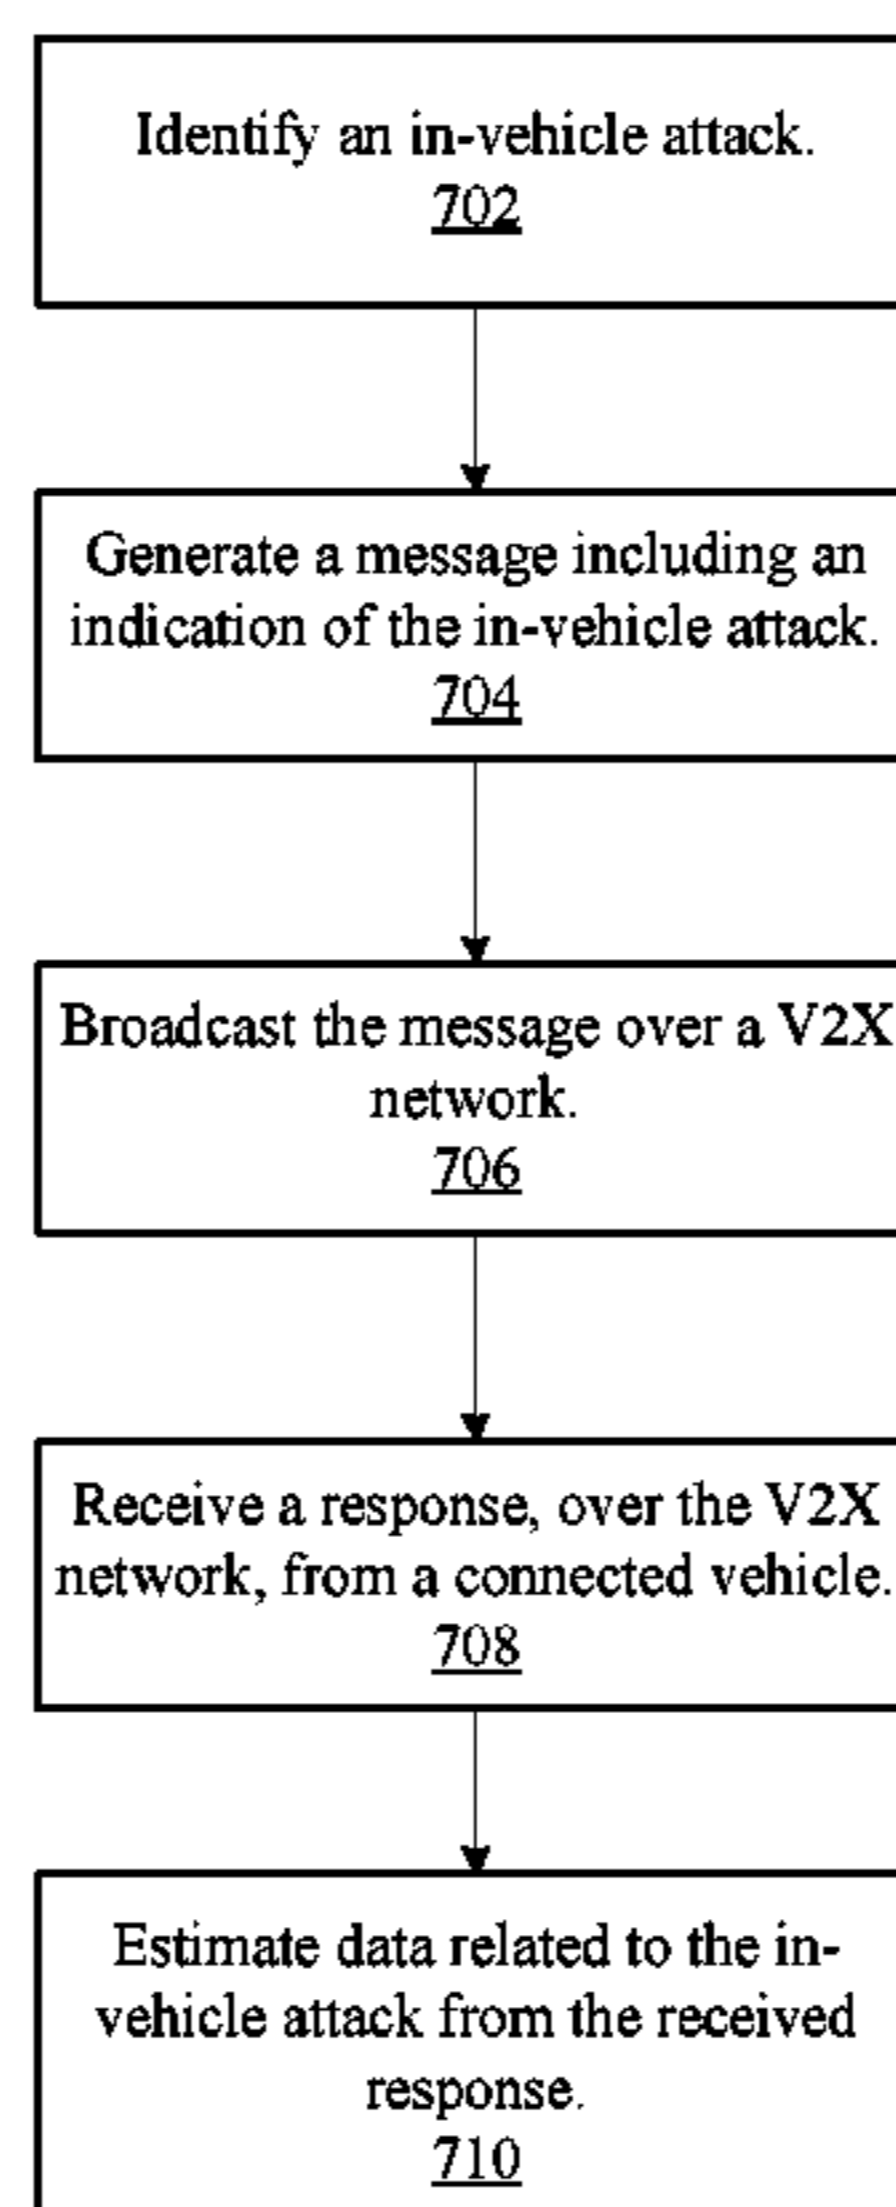 Identify an in-vehicle attack.
702
Generate a message including an
indication of the in-vehicle attack.
704
Broadcast the message over a V2X
network.
706
Receive a response, over the V2X
network, from a connected vehicle.
708
Estimate data related to the in-
vehicle attack from the received
response.
710